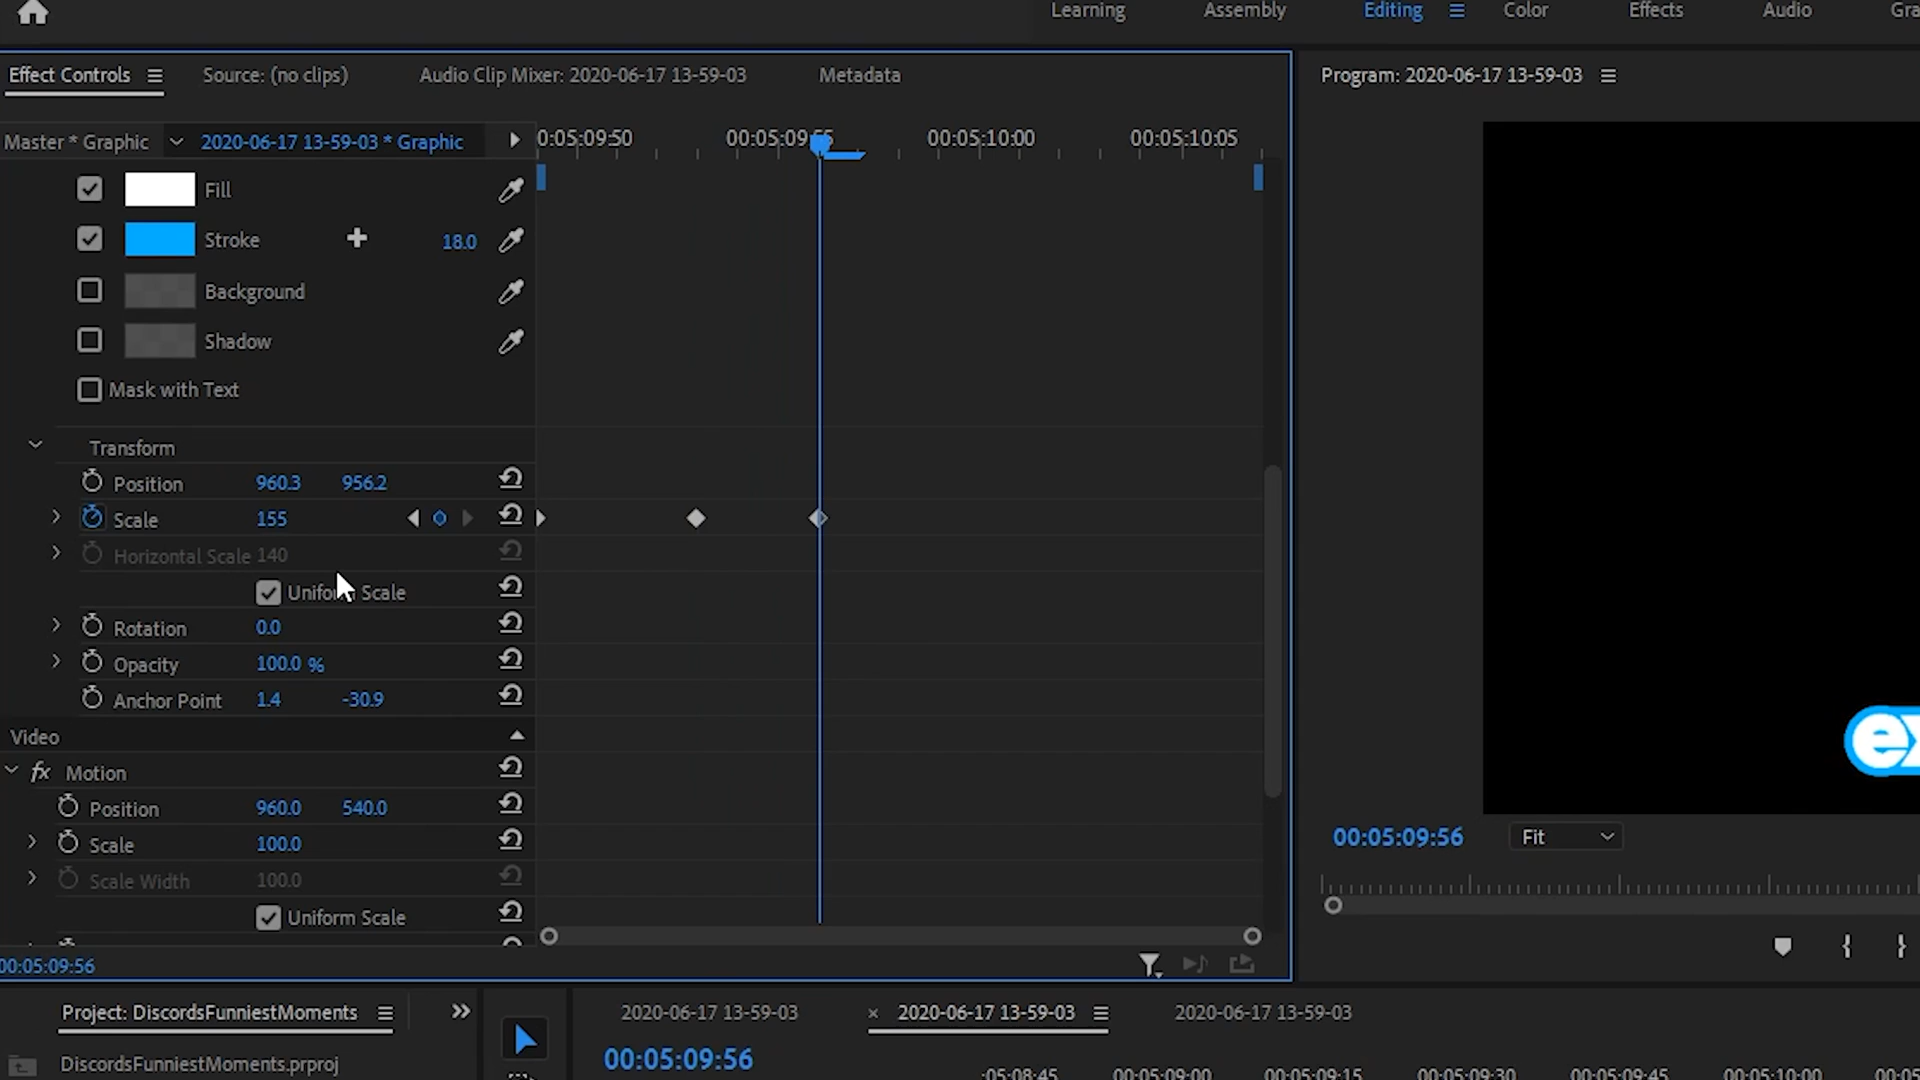 Learning Assembly Editing Color Effects Audio Gra
Effect Controls Source: (no clips) Audio Clip Mixer: 2020-06-17 13-59-03 Metadata Program: 2020-06-17 13-59-03
Master * Graphic 2020-06-17 13-59-03 * Graphic 0:05:09:50 00:05:09:55 00:05:10:00 00:05:10:05
Fill
Stroke 18.0
Background
Shadow
Mask with Text
Transform
Position 960.3 956.2
Scale 155
Horizontal Scale 140
Uniform Scale
Rotation 0.0
Opacity 100.0 %
Anchor Point 1.4 -30.9
ex
Video
fx Motion
Position 960.0 540.0
Scale 100.0
00:05:09:56 Fit
Scale Width 100.0
Uniform Scale
00:05:09:56
Project: DiscordsFunniestMoments 2020-06-17 13-59-03 × 2020-06-17 13-59-03 2020-06-17 13-59-03
DiscordsFunniestMoments.prproj 00:05:09:56
:05:08:45 00:05:09:00 00:05:09:15 00:05:09:30 00:05:09:45 00:05:10:00 00:05